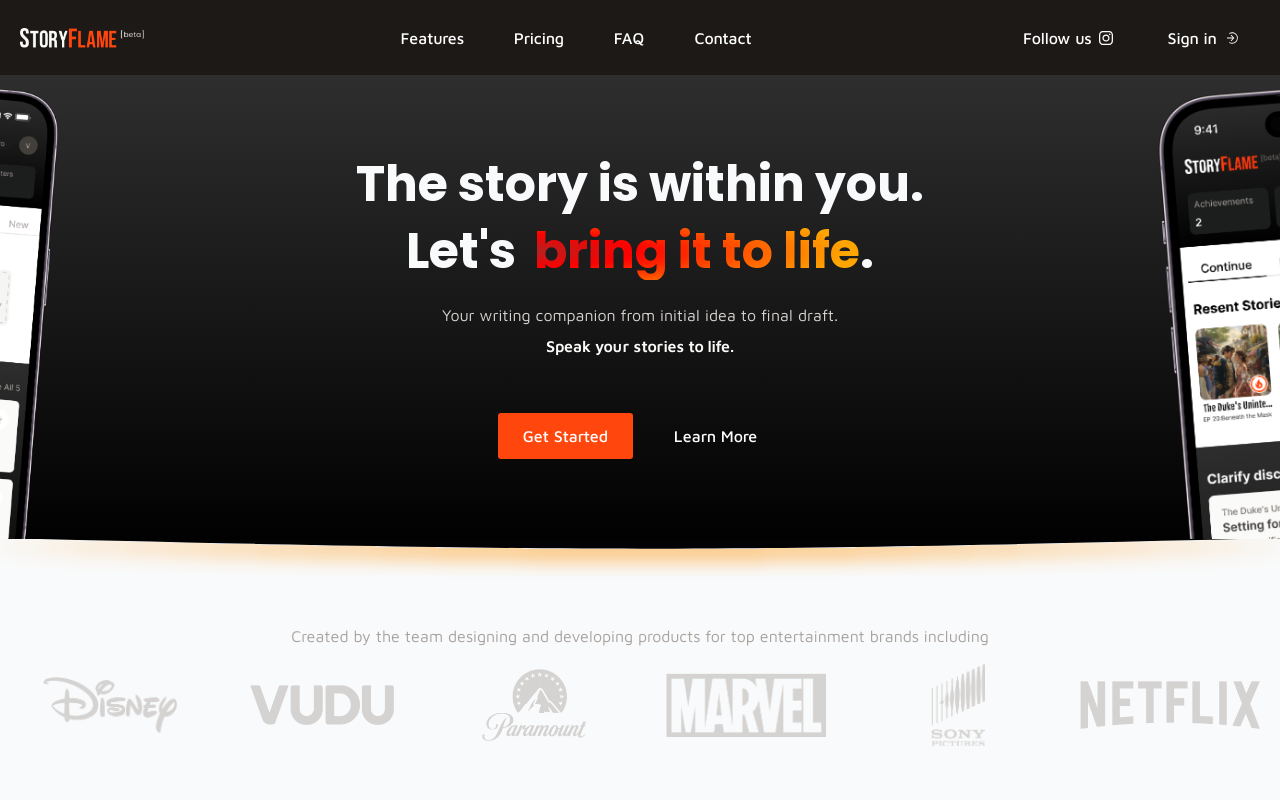 STORYFLAME [beta]
Features
Pricing
FAQ
Contact
Follow us
Sign in
The story is within you.
Let's bring it to life.
Your writing companion from initial idea to final draft.
Speak your stories to life.
Get Started
Learn More
V
New
All 5
9:41
STORYFLAME
Achievements
2
Continue
Resent Storie
The Duke's Uninte...
EP 20:Beneath the Mask
Clarify disc
The Duke's Un
Setting for
Created by the team designing and developing products for top entertainment brands including
Disney
VUDU
Paramount
MARVEL
SONY
PICTURES
NETFLIX